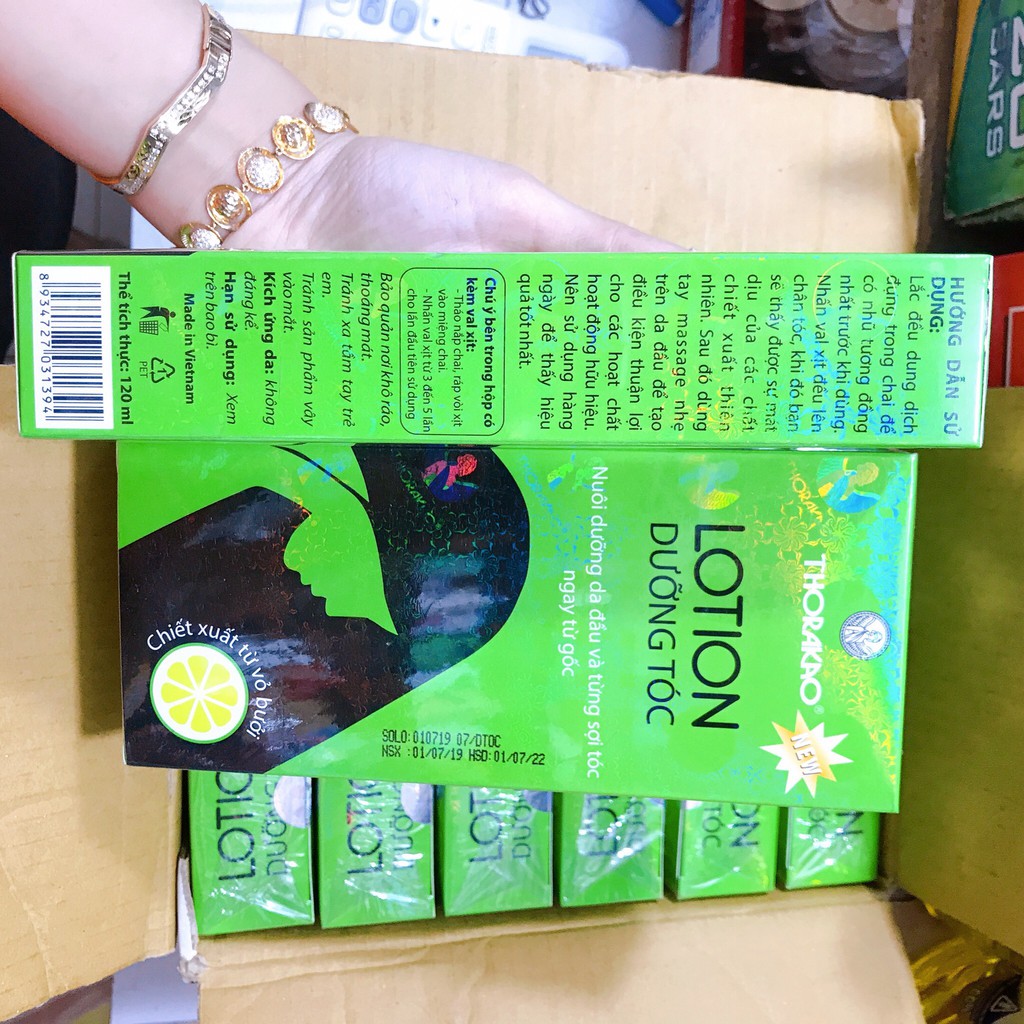 HƯỚNG DẪN SỬ
DỤNG:
Lắc đều dung dịch
đựng trong chai để
có nhũ tương đồng
nhất trước khi dùng.
Nhấn val xịt đều lên
chân tóc, khi đó bạn
sẽ thấy được sự mát
dịu của các chất
chiết xuất thiên
nhiên. Sau đó dùng
tay massage nhẹ
trên da đầu để tạo
điều kiện thuận lợi
cho các hoạt chất
hoạt động hữu hiệu.
Nên sử dụng hàng
ngày để thấy hiệu
quả tốt nhất.
Chú ý bên trong hộp có
kèm val xịt:
- Tháo nắp chai, ráp vòi xịt
vào miệng chai.
- Nhấn val xịt từ 3 đến 5 lần
cho lần đầu tiên sử dụng
Bảo quản nơi khô ráo,
thoáng mát.
Tránh xa tầm tay trẻ
em.
Tránh sản phẩm vây
vào mắt.
Kích ứng da: không
đáng kể.
Hạn sử dụng: Xem
trên bao bì.
Made in Vietnam
PET
Thể tích thực: 120 ml
8 934727 031394
THORAKAO®
NEW
LOTION
DƯỠNG TÓC
Nuôi dưỡng da đầu và từng sợi tóc
ngay từ gốc
SOLO: 010719 07/DTOC
NSX : 01/07/19 HSD: 01/07/22
Chiết xuất từ vỏ bưởi
THORAKAO
EARS